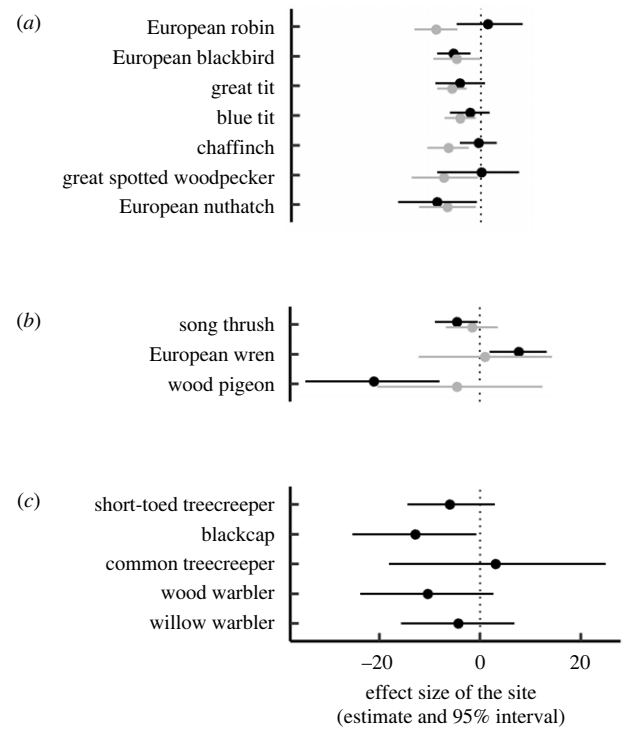 (a)
European robin
European blackbird
great tit
blue tit
chaffinch
great spotted woodpecker
European nuthatch
(b)
song thrush
European wren
wood pigeon
(c)
short-toed treecreeper
blackcap
common treecreeper
wood warbler
willow warbler
–20 0 20
effect size of the site
(estimate and 95% interval)